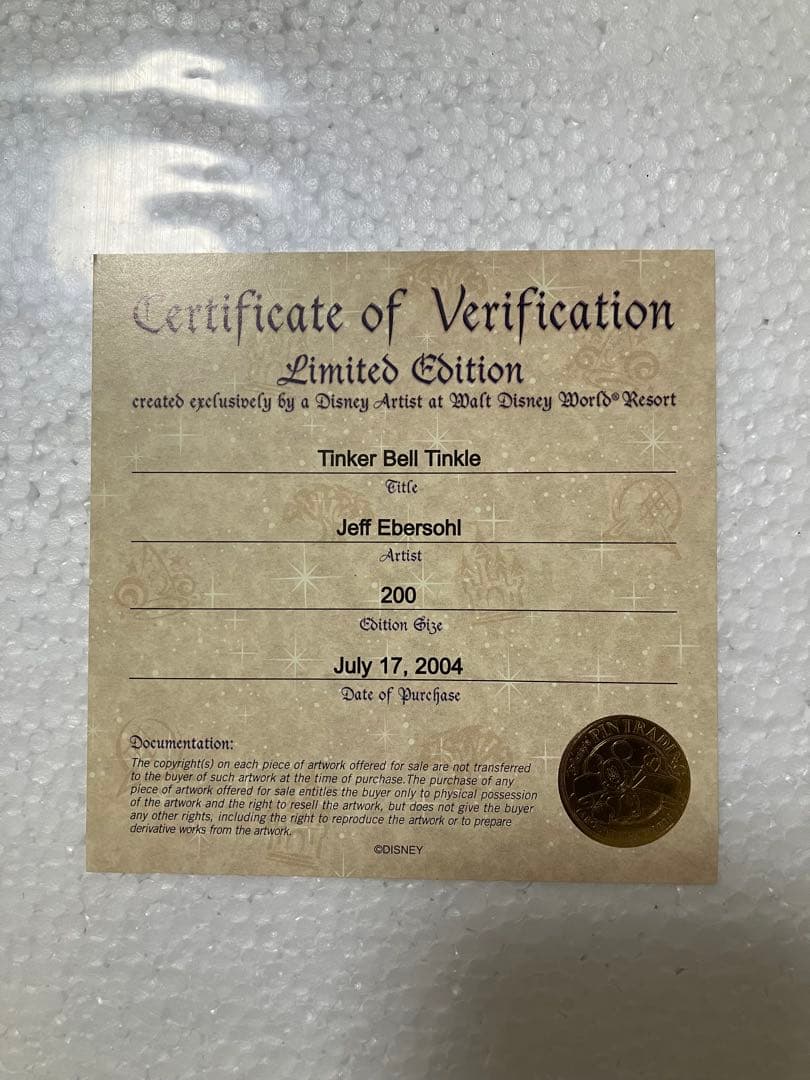 Certificate of Verification
Limited Edition
created exclusively by a Disney Artist at Walt Disney World® Resort
Tinker Bell Tinkle
Title
Jeff Ebersohl
Artist
200
Edition Size
July 17, 2004
Date of Purchase
Documentation:
The copyright(s) on each piece of artwork offered for sale are not transferred
to the buyer of such artwork at the time of purchase.The purchase of any
piece of artwork offered for sale entitles the buyer only to physical possession
of the artwork and the right to resell the artwork, but does not give the buyer
any other rights, including the right to reproduce the artwork or to prepare
derivative works from the artwork.
©DISNEY
PIN TRADING